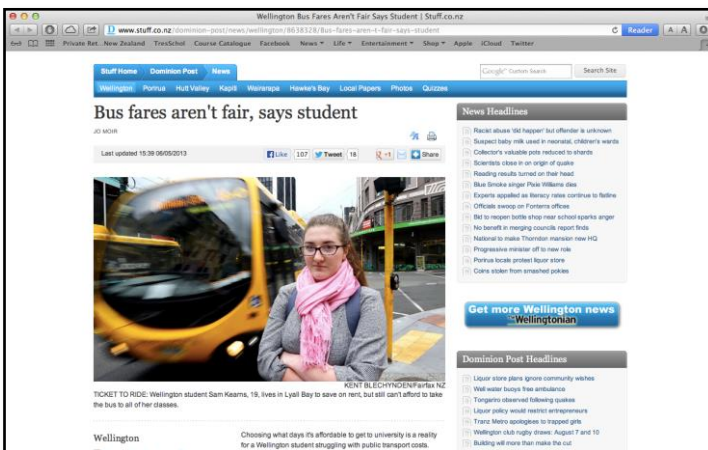 Wellington Bus Fares Aren't Fair Says Student | Stuff.co.nz
www.stuff.co.nz/dominion-post/news/wellington/8638328/Bus-fares-aren-t-fair-says-student
Reader
A A
Private Ret..New Zealand TresSchol Course Catalogue Facebook News Life Entertainment Shop Apple iCloud Twitter
Stuff Home Dominion Post News
Google Custom Search Search Site
Wellington Porirua Hutt Valley Kapiti Wairarapa Hawke's Bay Local Papers Photos Quizzes
Bus fares aren't fair, says student
JO MOIR
Last updated 15:39 06/05/2013
Like 107 Tweet 18 +1 Share
KENT BLECHYNDEN/Fairfax NZ
TICKET TO RIDE: Wellington student Sam Kearns, 19, lives in Lyall Bay to save on rent, but still can't afford to take
the bus to all of her classes.
Wellington
Choosing what days it's affordable to get to university is a reality
for a Wellington student struggling with public transport costs.
News Headlines
Racist abuse 'did happen' but offender is unknown
Suspect baby milk used in neonatal, children's wards
Collector's valuable pots reduced to shards
Scientists close in on origin of quake
Reading results turned on their head
Blue Smoke singer Pixie Williams dies
Experts appalled as literacy rates continue to flatline
Officials swoop on Fonterra offices
Bid to reopen bottle shop near school sparks anger
No benefit in merging councils report finds
National to make Thorndon mansion new HQ
Progressive minister off to new role
Porirua locals protest liquor store
Coins stolen from smashed pokies
Get more Wellington news
The Wellingtonian
Dominion Post Headlines
Liquor store plans ignore community wishes
Well water buoys free ambulance
Tongariro observed following quakes
Liquor policy would restrict entrepreneurs
Tranz Metro apologises to trapped girls
Wellington club rugby draws: August 7 and 10
Building will more than make the cut